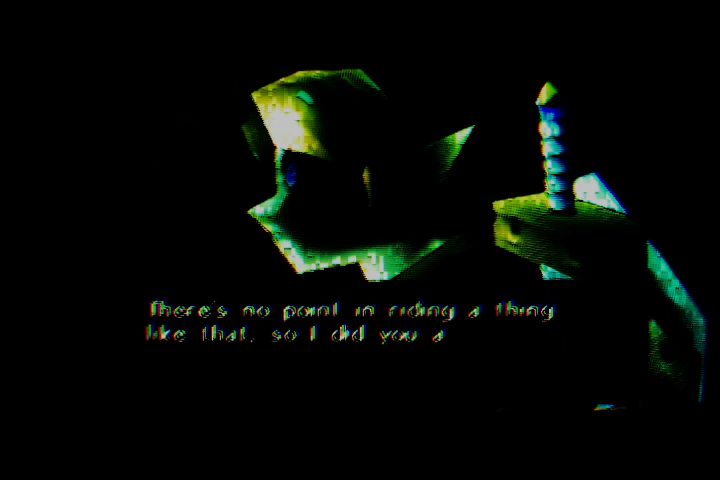 There's no point in riding a thing
like that, so I did you a